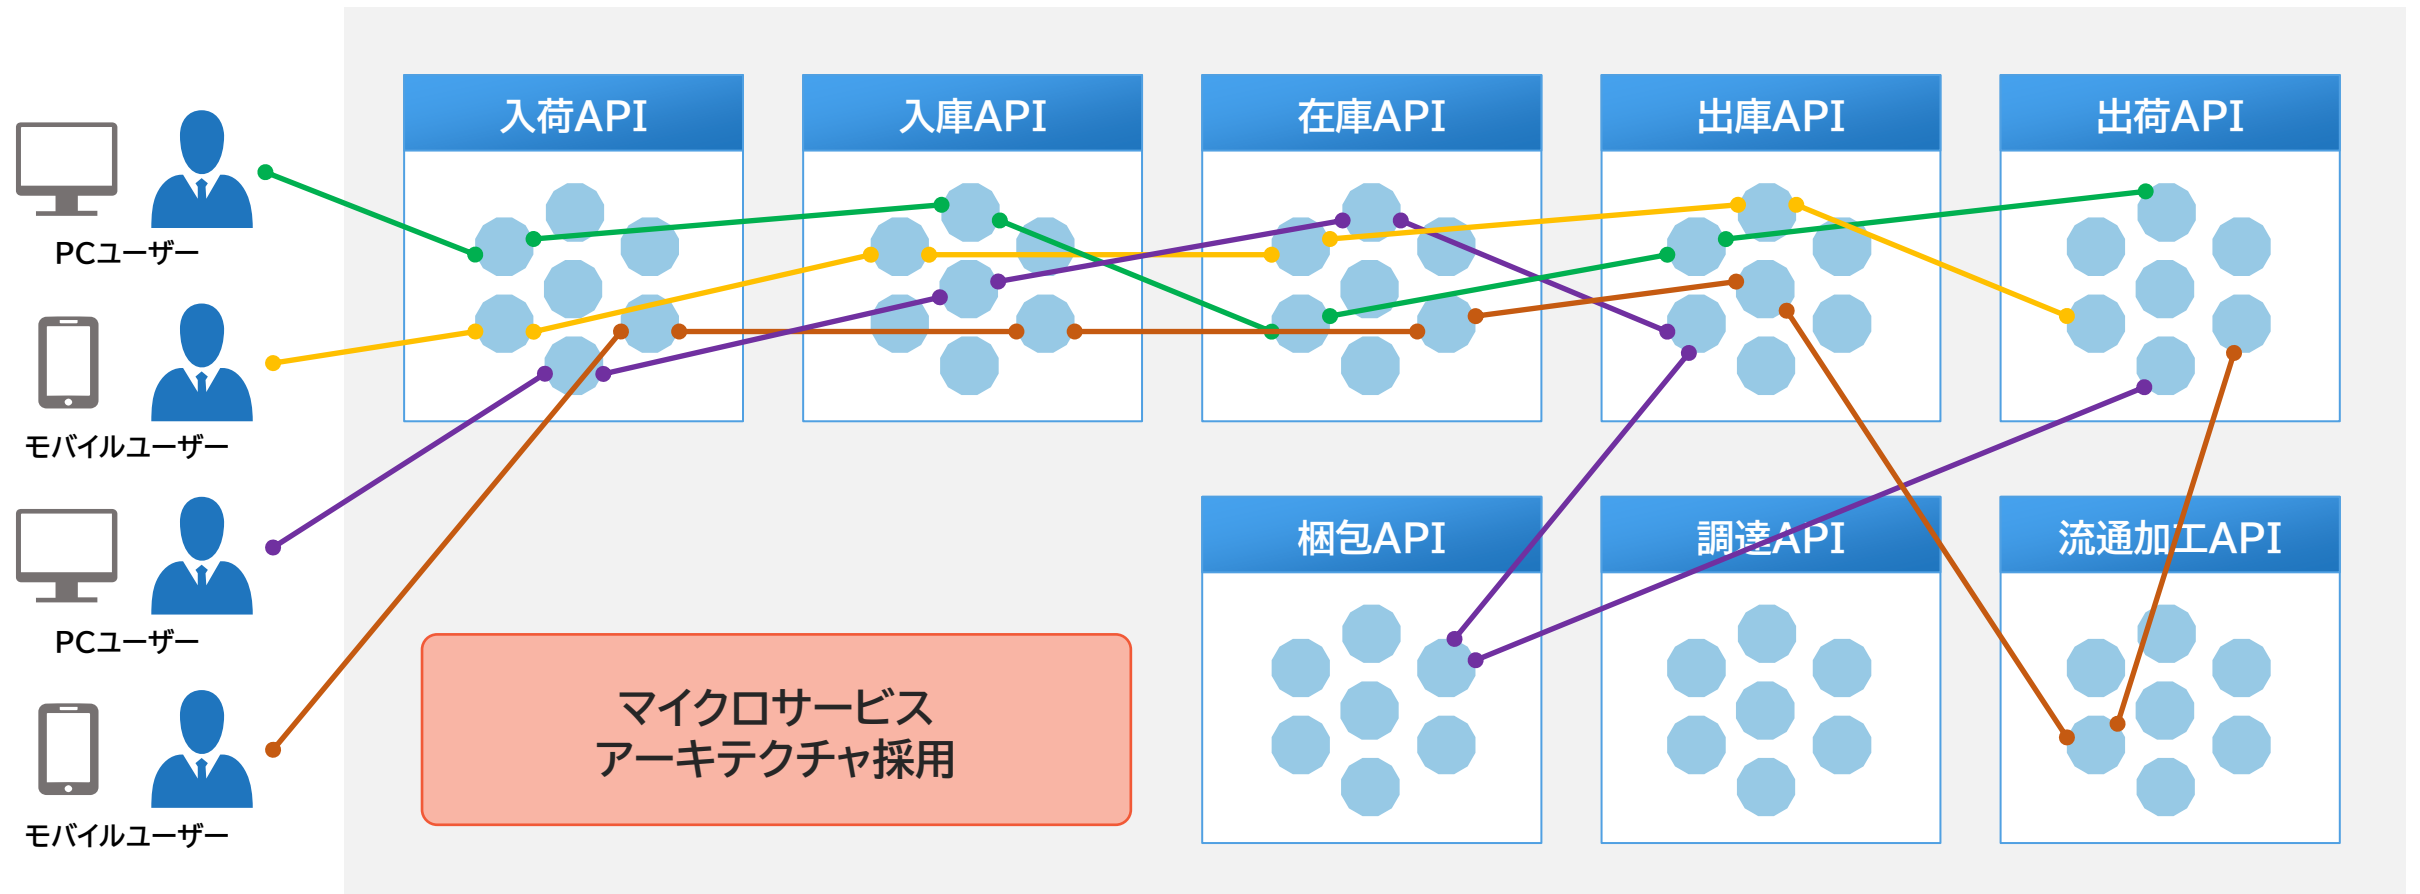 入荷API
入庫API
在庫API
出庫API
出荷API
PCユーザー
モバイルユーザー
PCユーザー
モバイルユーザー
梱包API
調達API
流通加工API
マイクロサービス
アーキテクチャ採用